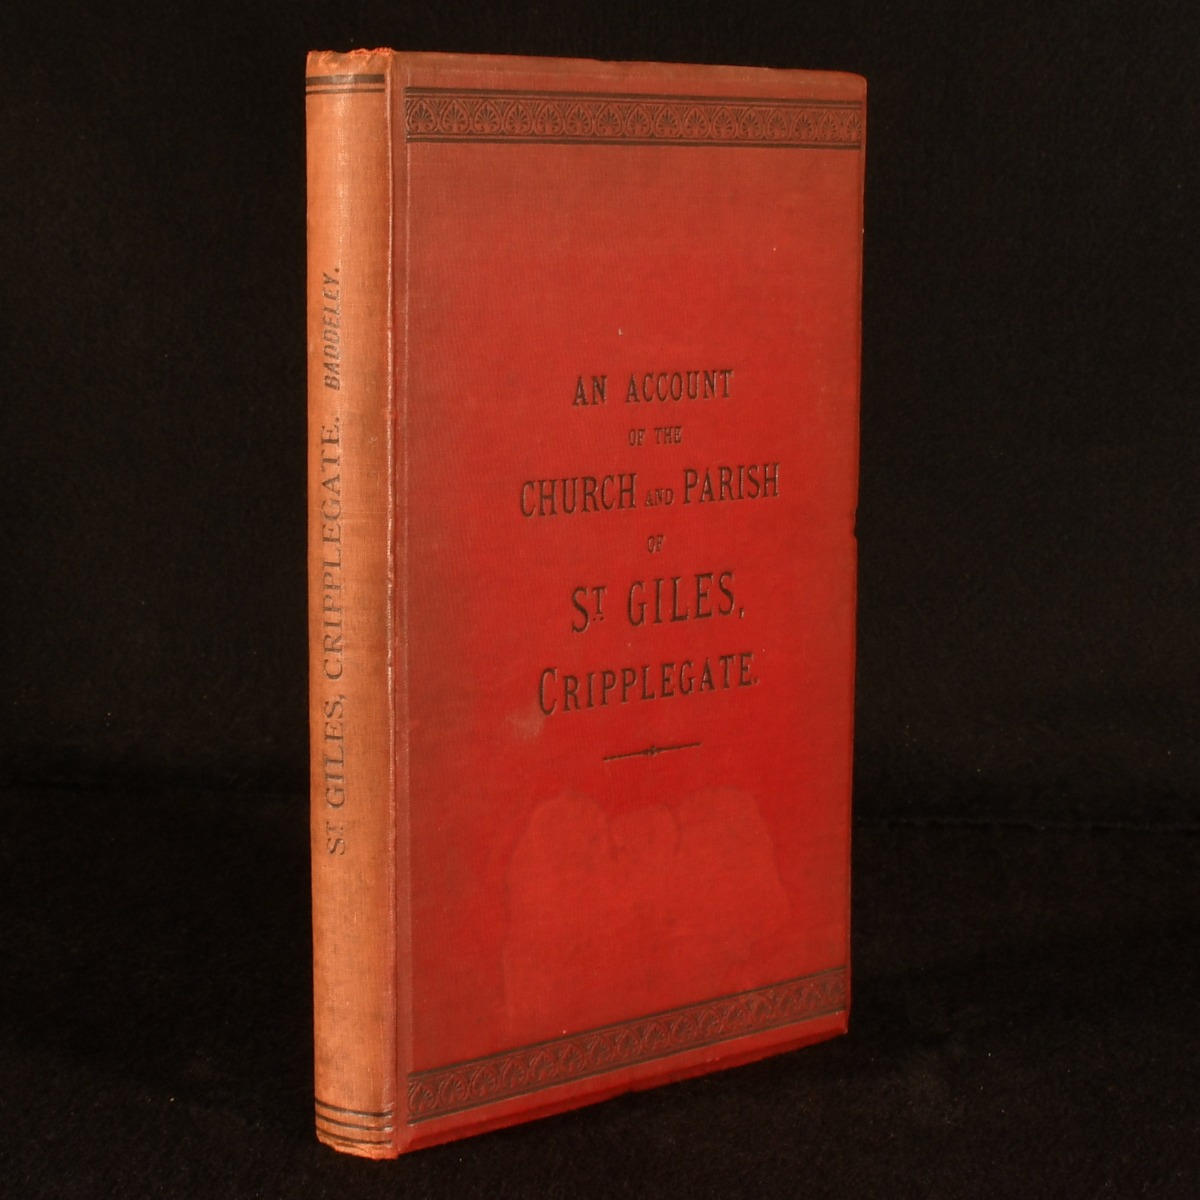 ST GILES, CRIPPLEGATE. BADDELEY.
AN ACCOUNT
OF THE
CHURCH AND PARISH
OF
ST GILES,
CRIPPLEGATE.